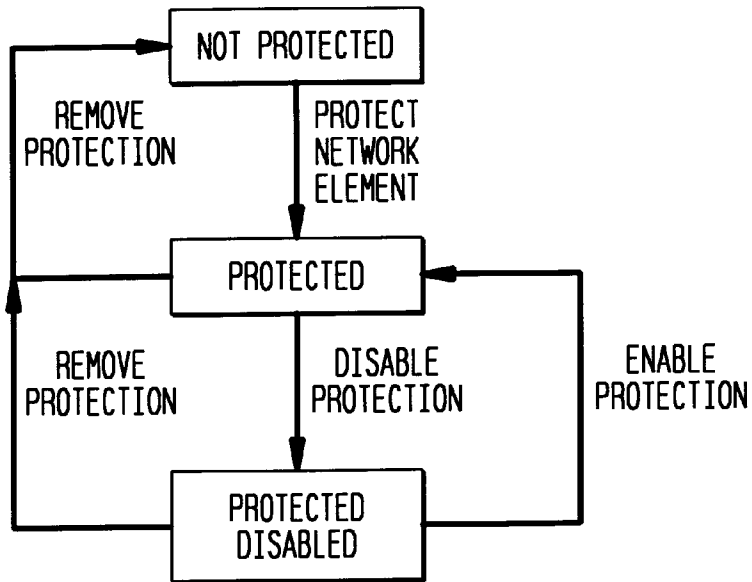 NOT PROTECTED
REMOVE
PROTECTION
PROTECT
NETWORK
ELEMENT
PROTECTED
REMOVE
PROTECTION
DISABLE
PROTECTION
ENABLE
PROTECTION
PROTECTED
DISABLED